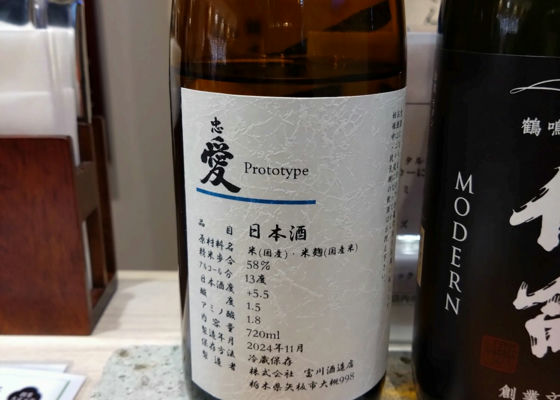 忠愛 Prototype
品目 日本酒
原材料名 米(国産)・米麹(国産米)
精米歩合 58%
アルコール分 13度
日本酒度 +5.5
酸度 1.5
アミノ酸 1.8
内容量 720ml
製造年月 2024年11月
保存方法 冷蔵保存
製造者 株式会社 富川酒造店
栃木県矢板市大槻998
鶴鳴
MODERN
創業